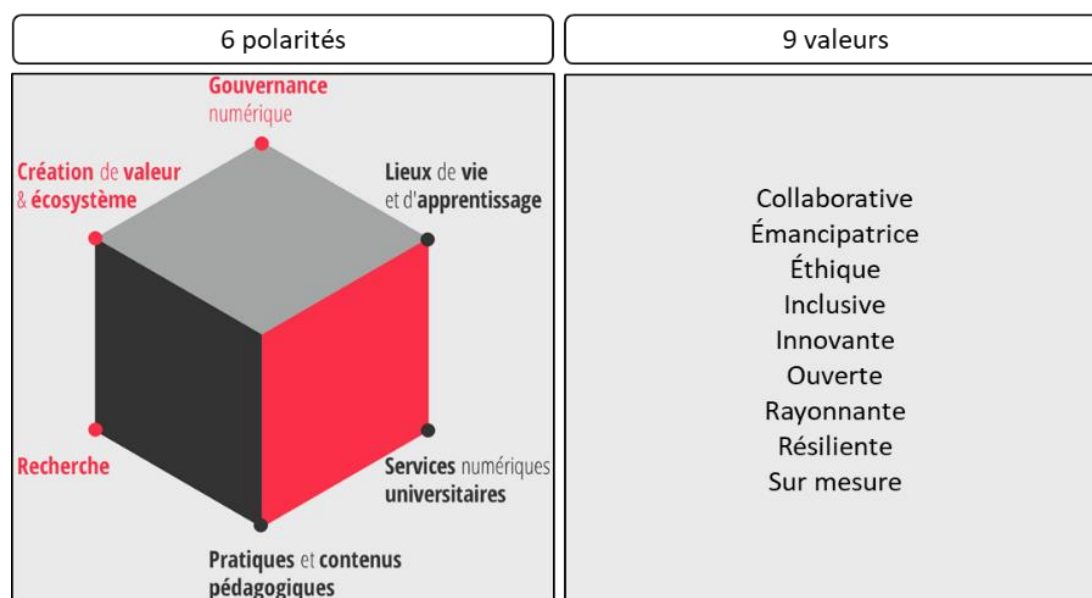 6 polarités
9 valeurs
Gouvernance
numérique
Création de valeur
& écosystème
Lieux de vie
et d'apprentissage
Recherche
Services numériques
universitaires
Pratiques et contenus
pédagogiques
Collaborative
Émancipatrice
Éthique
Inclusive
Innovante
Ouverte
Rayonnante
Résiliente
Sur mesure